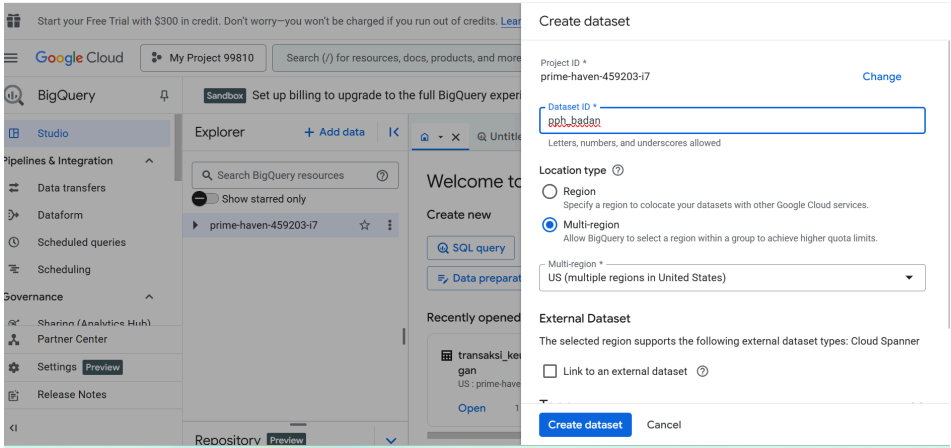 Start your Free Trial with $300 in credit. Don't worry—you won't be charged if you run out of credits. Lear
Google Cloud
My Project 99810
Search (/) for resources, docs, products, and more
BigQuery
Sandbox Set up billing to upgrade to the full BigQuery experi
Studio
Pipelines & Integration
Data transfers
Dataform
Scheduled queries
Scheduling
Governance
Sharing (Analytics Hub)
Partner Center
Settings Preview
Release Notes
Explorer
+ Add data
Search BigQuery resources
Show starred only
prime-haven-459203-i7
Repository Preview
Untitle
Welcome to
Create new
SQL query
Data preparat
Recently opened
transaksi_keu
gan
US : prime-have
Open
1
Create dataset
Project ID *
prime-haven-459203-i7
Change
Dataset ID *
pph_badan
Letters, numbers, and underscores allowed
Location type
Region
Specify a region to colocate your datasets with other Google Cloud services.
Multi-region
Allow BigQuery to select a region within a group to achieve higher quota limits.
Multi-region *
US (multiple regions in United States)
External Dataset
The selected region supports the following external dataset types: Cloud Spanner
Link to an external dataset
Create dataset
Cancel